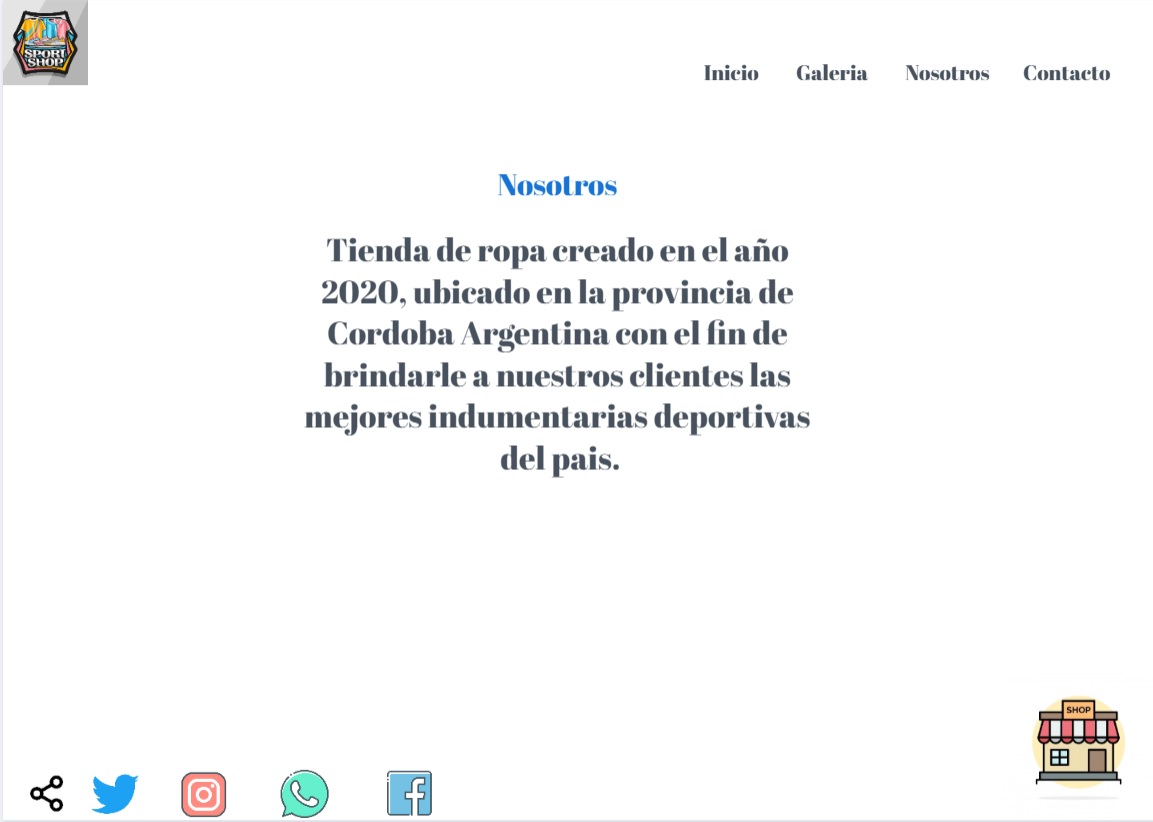 SPORT
SHOP
Inicio Galeria Nosotros Contacto
Nosotros
Tienda de ropa creado en el año
2020, ubicado en la provincia de
Cordoba Argentina con el fin de
brindarle a nuestros clientes las
mejores indumentarias deportivas
del pais.
SHOP